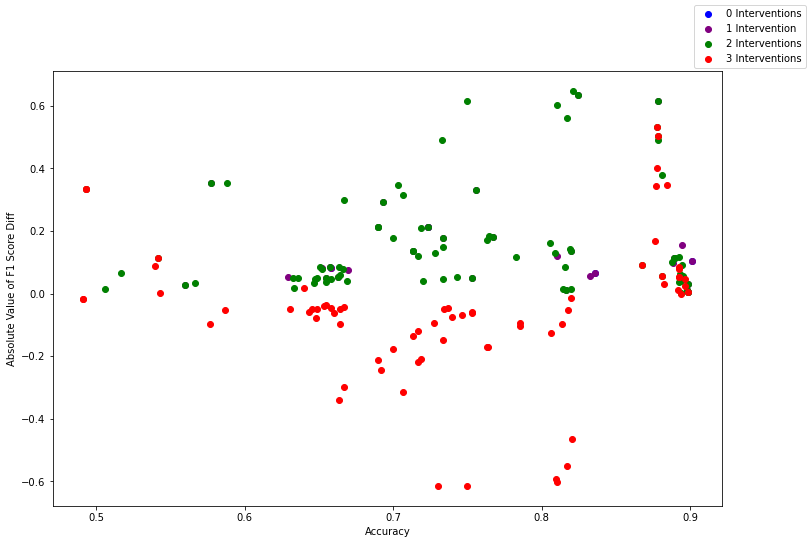 0 Interventions
1 Intervention
2 Interventions
3 Interventions
0.6
0.4
0.2
0.0
−0.2
−0.4
−0.6
Absolute Value of F1 Score Diff
0.5 0.6 0.7 0.8 0.9
Accuracy